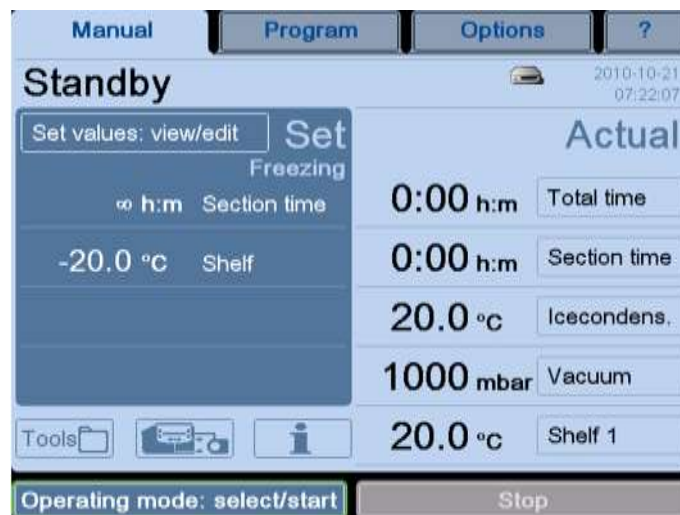 Manual Program Options ?
Standby
2010-10-21
07:22:07
Set values: view/edit Set
Freezing
∞ h:m Section time
-20.0 °C Shelf
Actual
0:00 h:m Total time
0:00 h:m Section time
20.0 °C Icecondens.
1000 mbar Vacuum
20.0 °C Shelf 1
Tools i
Operating mode: select/start Stop